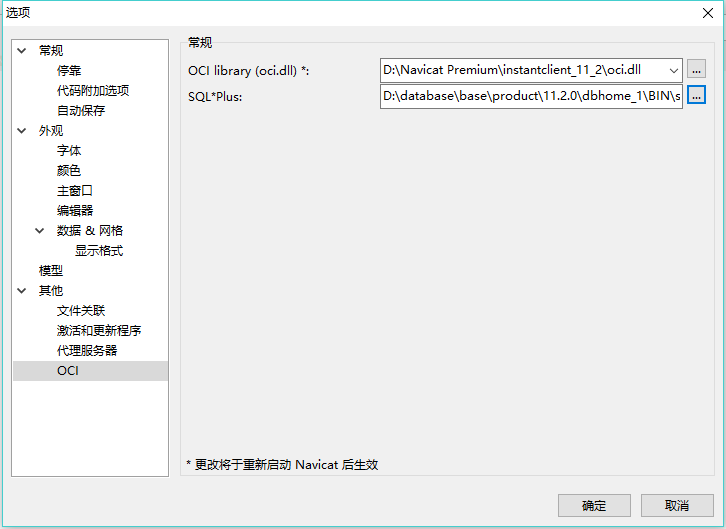 选项
常规
停靠
代码附加选项
自动保存
外观
字体
颜色
主窗口
编辑器
数据 & 网格
显示格式
模型
其他
文件关联
激活和更新程序
代理服务器
OCI
常规
OCI library (oci.dll) *:
D:\Navicat Premium\instantclient_11_2\oci.dll
...
SQL*Plus:
D:\database\base\product\11.2.0\dbhome_1\BIN\s
...
* 更改将于重新启动 Navicat 后生效
确定
取消